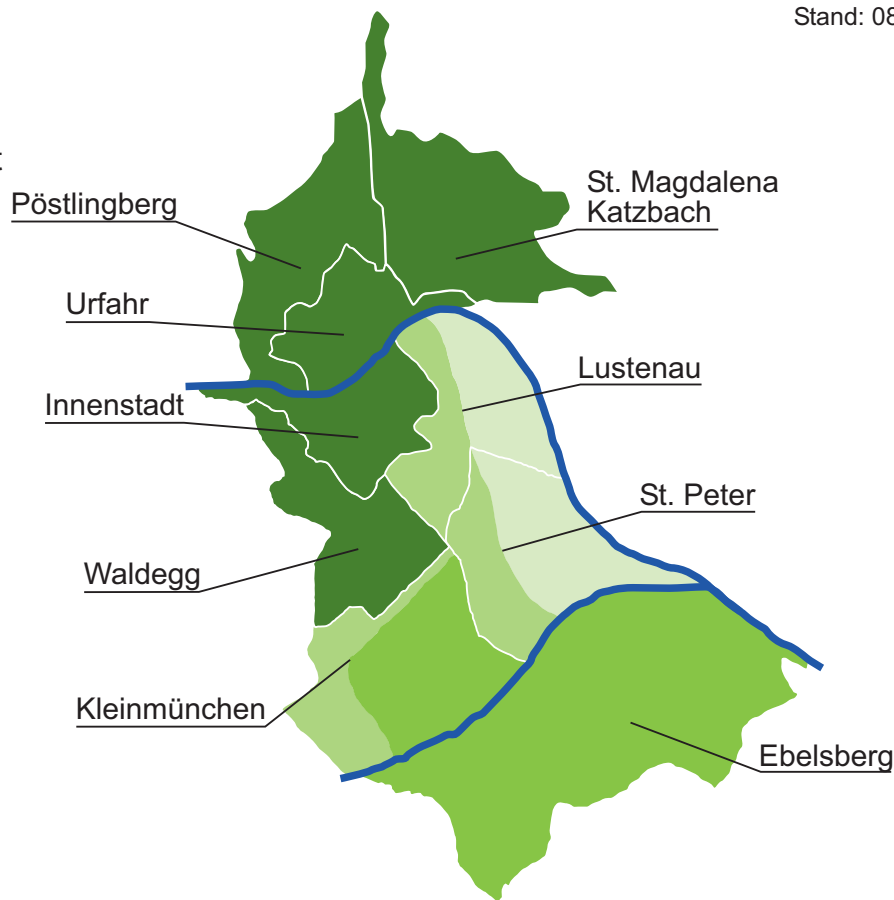 Stand: 08
Pöstlingberg
St. Magdalena
Katzbach
Urfahr
Lustenau
Innenstadt
St. Peter
Waldegg
Kleinmünchen
Ebelsberg